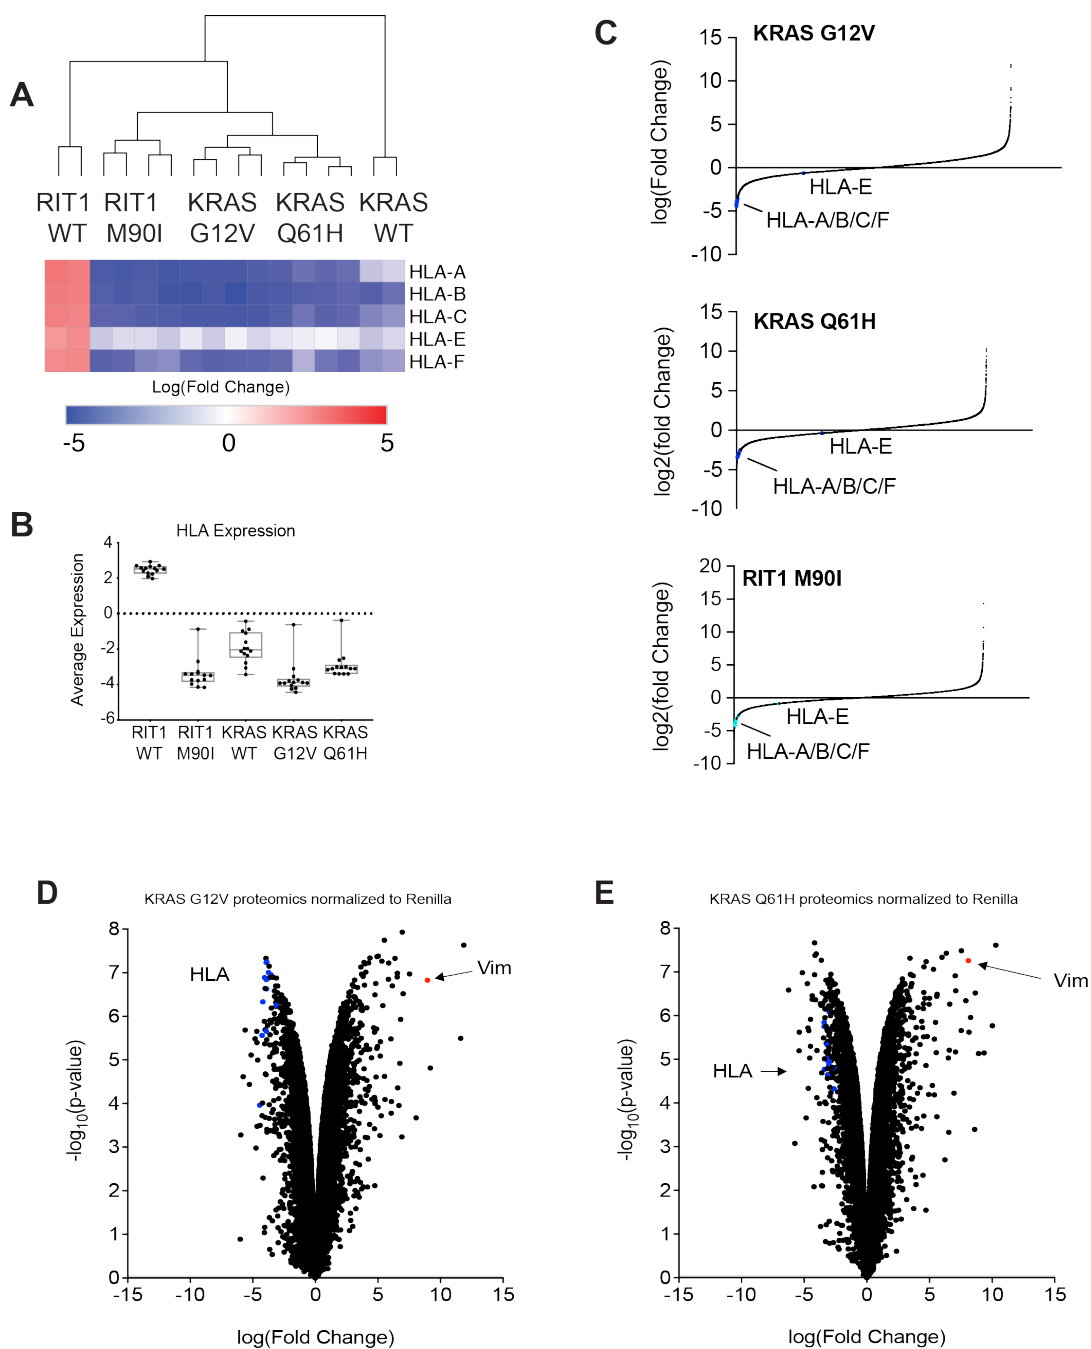 A
RIT1 RIT1 KRAS KRAS KRAS
WT M90I G12V Q61H WT
HLA-A
HLA-B
HLA-C
HLA-E
HLA-F
Log(Fold Change)
-5 0 5
B
HLA Expression
Average Expression
4
2
0
-2
-4
-6
RIT1 RIT1 KRAS KRAS KRAS
WT M90I WT G12V Q61H
C
KRAS G12V
log(Fold Change)
15
10
5
0
-5
-10
HLA-E
HLA-A/B/C/F
KRAS Q61H
log2(fold Change)
15
10
5
0
-5
-10
HLA-E
HLA-A/B/C/F
RIT1 M90I
log2(fold Change)
20
15
10
5
0
-5
-10
HLA-E
HLA-A/B/C/F
D
KRAS G12V proteomics normalized to Renilla
-log10(p-value)
8
7
6
5
4
3
2
1
0
HLA
Vim
-15 -10 -5 0 5 10 15
log(Fold Change)
E
KRAS Q61H proteomics normalized to Renilla
-log10(p-value)
8
7
6
5
4
3
2
1
0
Vim
HLA
-15 -10 -5 0 5 10 15
log(Fold Change)